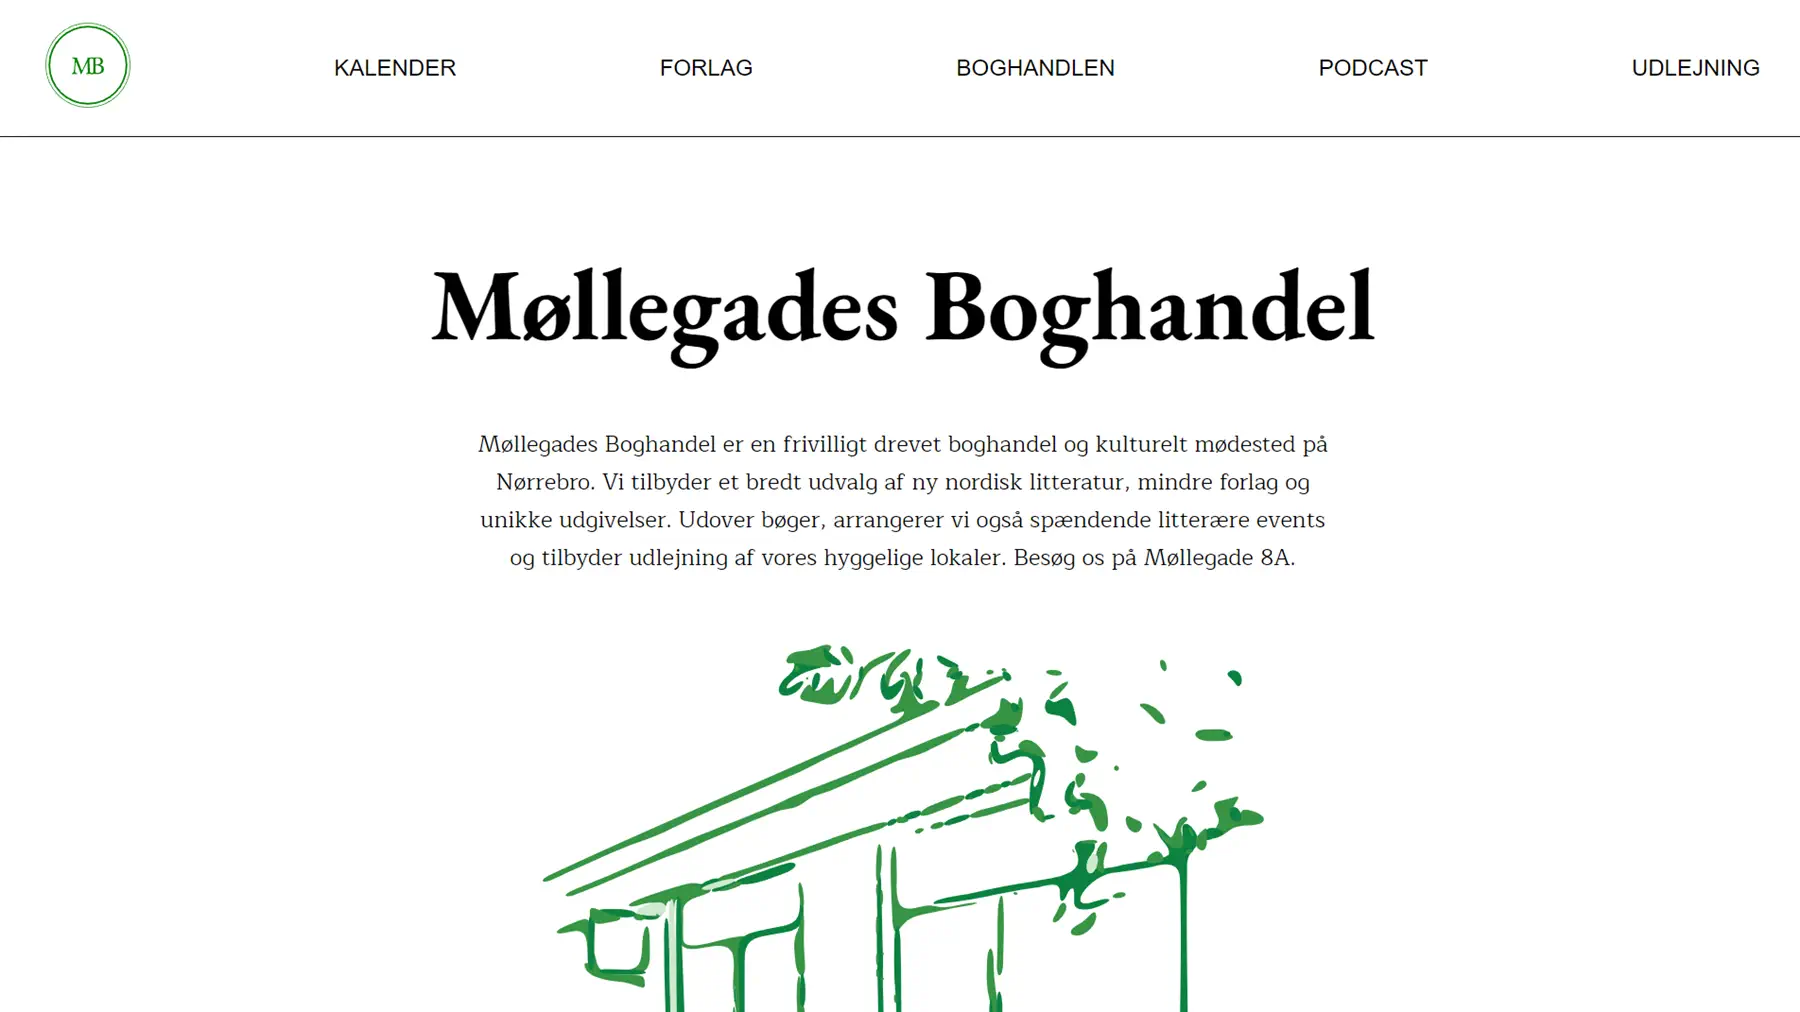 MB
KALENDER
FORLAG
BOGHANDLEN
PODCAST
UDLEJNING
Møllegades Boghandel
Møllegades Boghandel er en frivilligt drevet boghandel og kulturelt mødested på
Nørrebro. Vi tilbyder et bredt udvalg af ny nordisk litteratur, mindre forlag og
unikke udgivelser. Udover bøger, arrangerer vi også spændende litterære events
og tilbyder udlejning af vores hyggelige lokaler. Besøg os på Møllegade 8A.